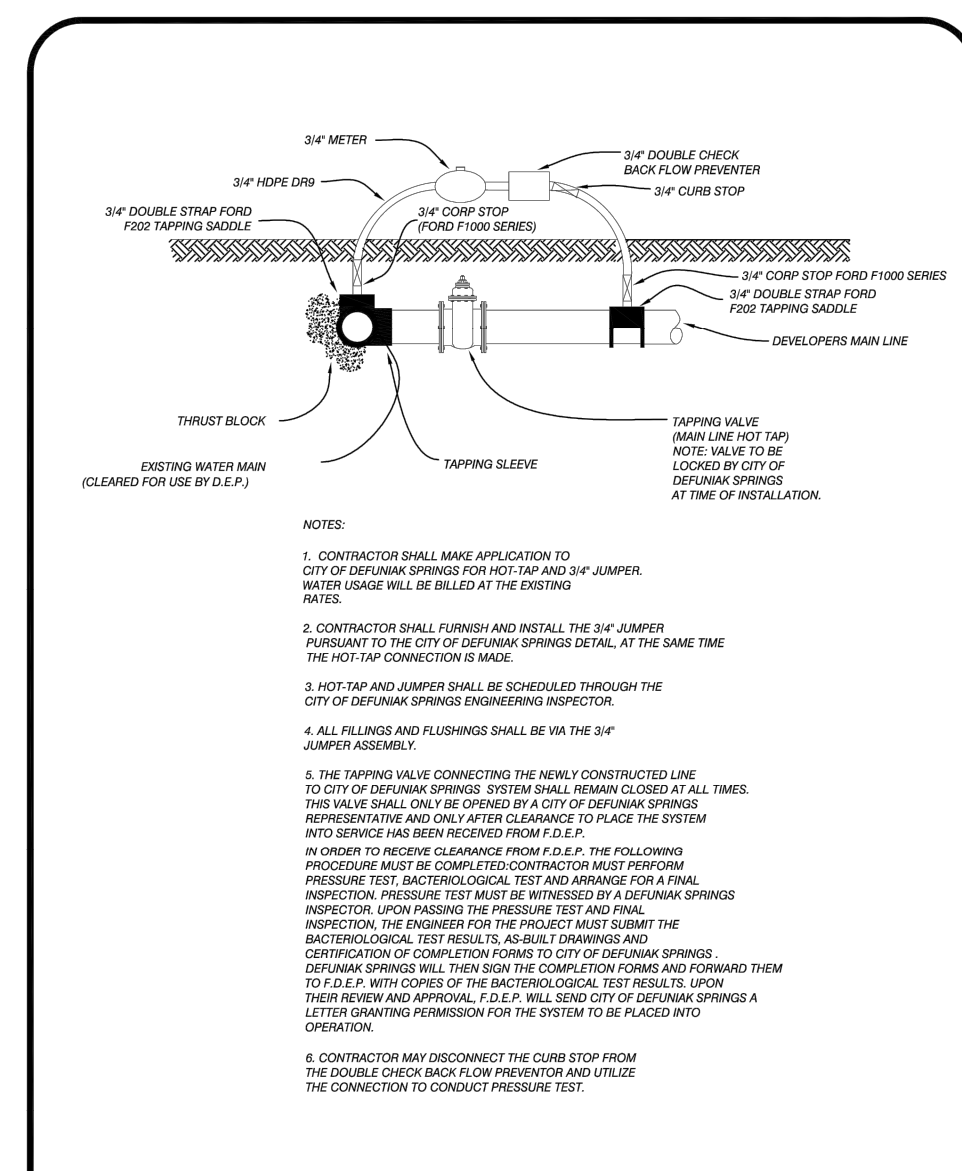 3/4" METER
3/4" DOUBLE CHECK
BACK FLOW PREVENTER
3/4" HDPE DR9
3/4" CURB STOP
3/4" DOUBLE STRAP FORD
F202 TAPPING SADDLE
3/4" CORP STOP
(FORD F1000 SERIES)
3/4" CORP STOP FORD F1000 SERIES
3/4" DOUBLE STRAP FORD
F202 TAPPING SADDLE
DEVELOPERS MAIN LINE
THRUST BLOCK
EXISTING WATER MAIN
(CLEARED FOR USE BY D.E.P.)
TAPPING SLEEVE
TAPPING VALVE
(MAIN LINE HOT TAP)
NOTE: VALVE TO BE
LOCKED BY CITY OF
DEFUNIAK SPRINGS
AT TIME OF INSTALLATION.
NOTES:
1. CONTRACTOR SHALL MAKE APPLICATION TO
CITY OF DEFUNIAK SPRINGS FOR HOT-TAP AND 3/4" JUMPER.
WATER USAGE WILL BE BILLED AT THE EXISTING
RATES.
2. CONTRACTOR SHALL FURNISH AND INSTALL THE 3/4" JUMPER
PURSUANT TO THE CITY OF DEFUNIAK SPRINGS DETAIL, AT THE SAME TIME
THE HOT-TAP CONNECTION IS MADE.
3. HOT-TAP AND JUMPER SHALL BE SCHEDULED THROUGH THE
CITY OF DEFUNIAK SPRINGS ENGINEERING INSPECTOR.
4. ALL FILLINGS AND FLUSHINGS SHALL BE VIA THE 3/4"
JUMPER ASSEMBLY.
5. THE TAPPING VALVE CONNECTING THE NEWLY CONSTRUCTED LINE
TO CITY OF DEFUNIAK SPRINGS SYSTEM SHALL REMAIN CLOSED AT ALL TIMES.
THIS VALVE SHALL ONLY BE OPENED BY A CITY OF DEFUNIAK SPRINGS
REPRESENTATIVE AND ONLY AFTER CLEARANCE TO PLACE THE SYSTEM
INTO SERVICE HAS BEEN RECEIVED FROM F.D.E.P.
IN ORDER TO RECEIVE CLEARANCE FROM F.D.E.P. THE FOLLOWING
PROCEDURE MUST BE COMPLETED:CONTRACTOR MUST PERFORM
PRESSURE TEST, BACTERIOLOGICAL TEST AND ARRANGE FOR A FINAL
INSPECTION. PRESSURE TEST MUST BE WITNESSED BY A DEFUNIAK SPRINGS
INSPECTOR. UPON PASSING THE PRESSURE TEST AND FINAL
INSPECTION, THE ENGINEER FOR THE PROJECT MUST SUBMIT THE
BACTERIOLOGICAL TEST RESULTS, AS-BUILT DRAWINGS AND
CERTIFICATION OF COMPLETION FORMS TO CITY OF DEFUNIAK SPRINGS .
DEFUNIAK SPRINGS WILL THEN SIGN THE COMPLETION FORMS AND FORWARD THEM
TO F.D.E.P. WITH COPIES OF THE BACTERIOLOGICAL TEST RESULTS. UPON
THEIR REVIEW AND APPROVAL, F.D.E.P. WILL SEND CITY OF DEFUNIAK SPRINGS A
LETTER GRANTING PERMISSION FOR THE SYSTEM TO BE PLACED INTO
OPERATION.
6. CONTRACTOR MAY DISCONNECT THE CURB STOP FROM
THE DOUBLE CHECK BACK FLOW PREVENTOR AND UTILIZE
THE CONNECTION TO CONDUCT PRESSURE TEST.